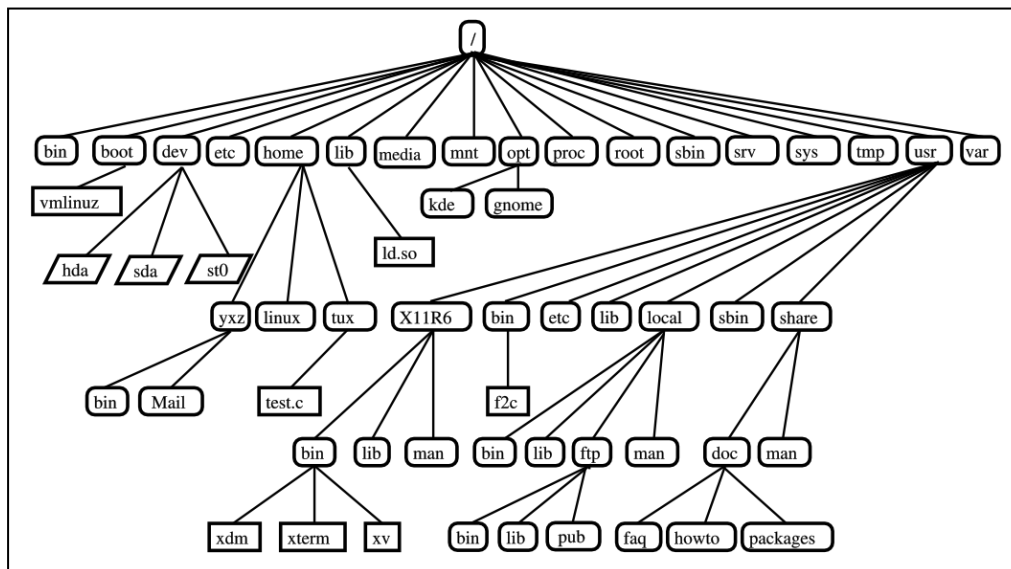 /
bin boot dev etc home lib media mnt opt proc root sbin srv sys tmp usr var
vmlinuz kde gnome
hda sda st0 ld.so
yxz linux tux X11R6 bin etc lib local sbin share
bin Mail test.c f2c
bin lib man bin lib ftp man doc man
xdm xterm xv bin lib pub faq howto packages